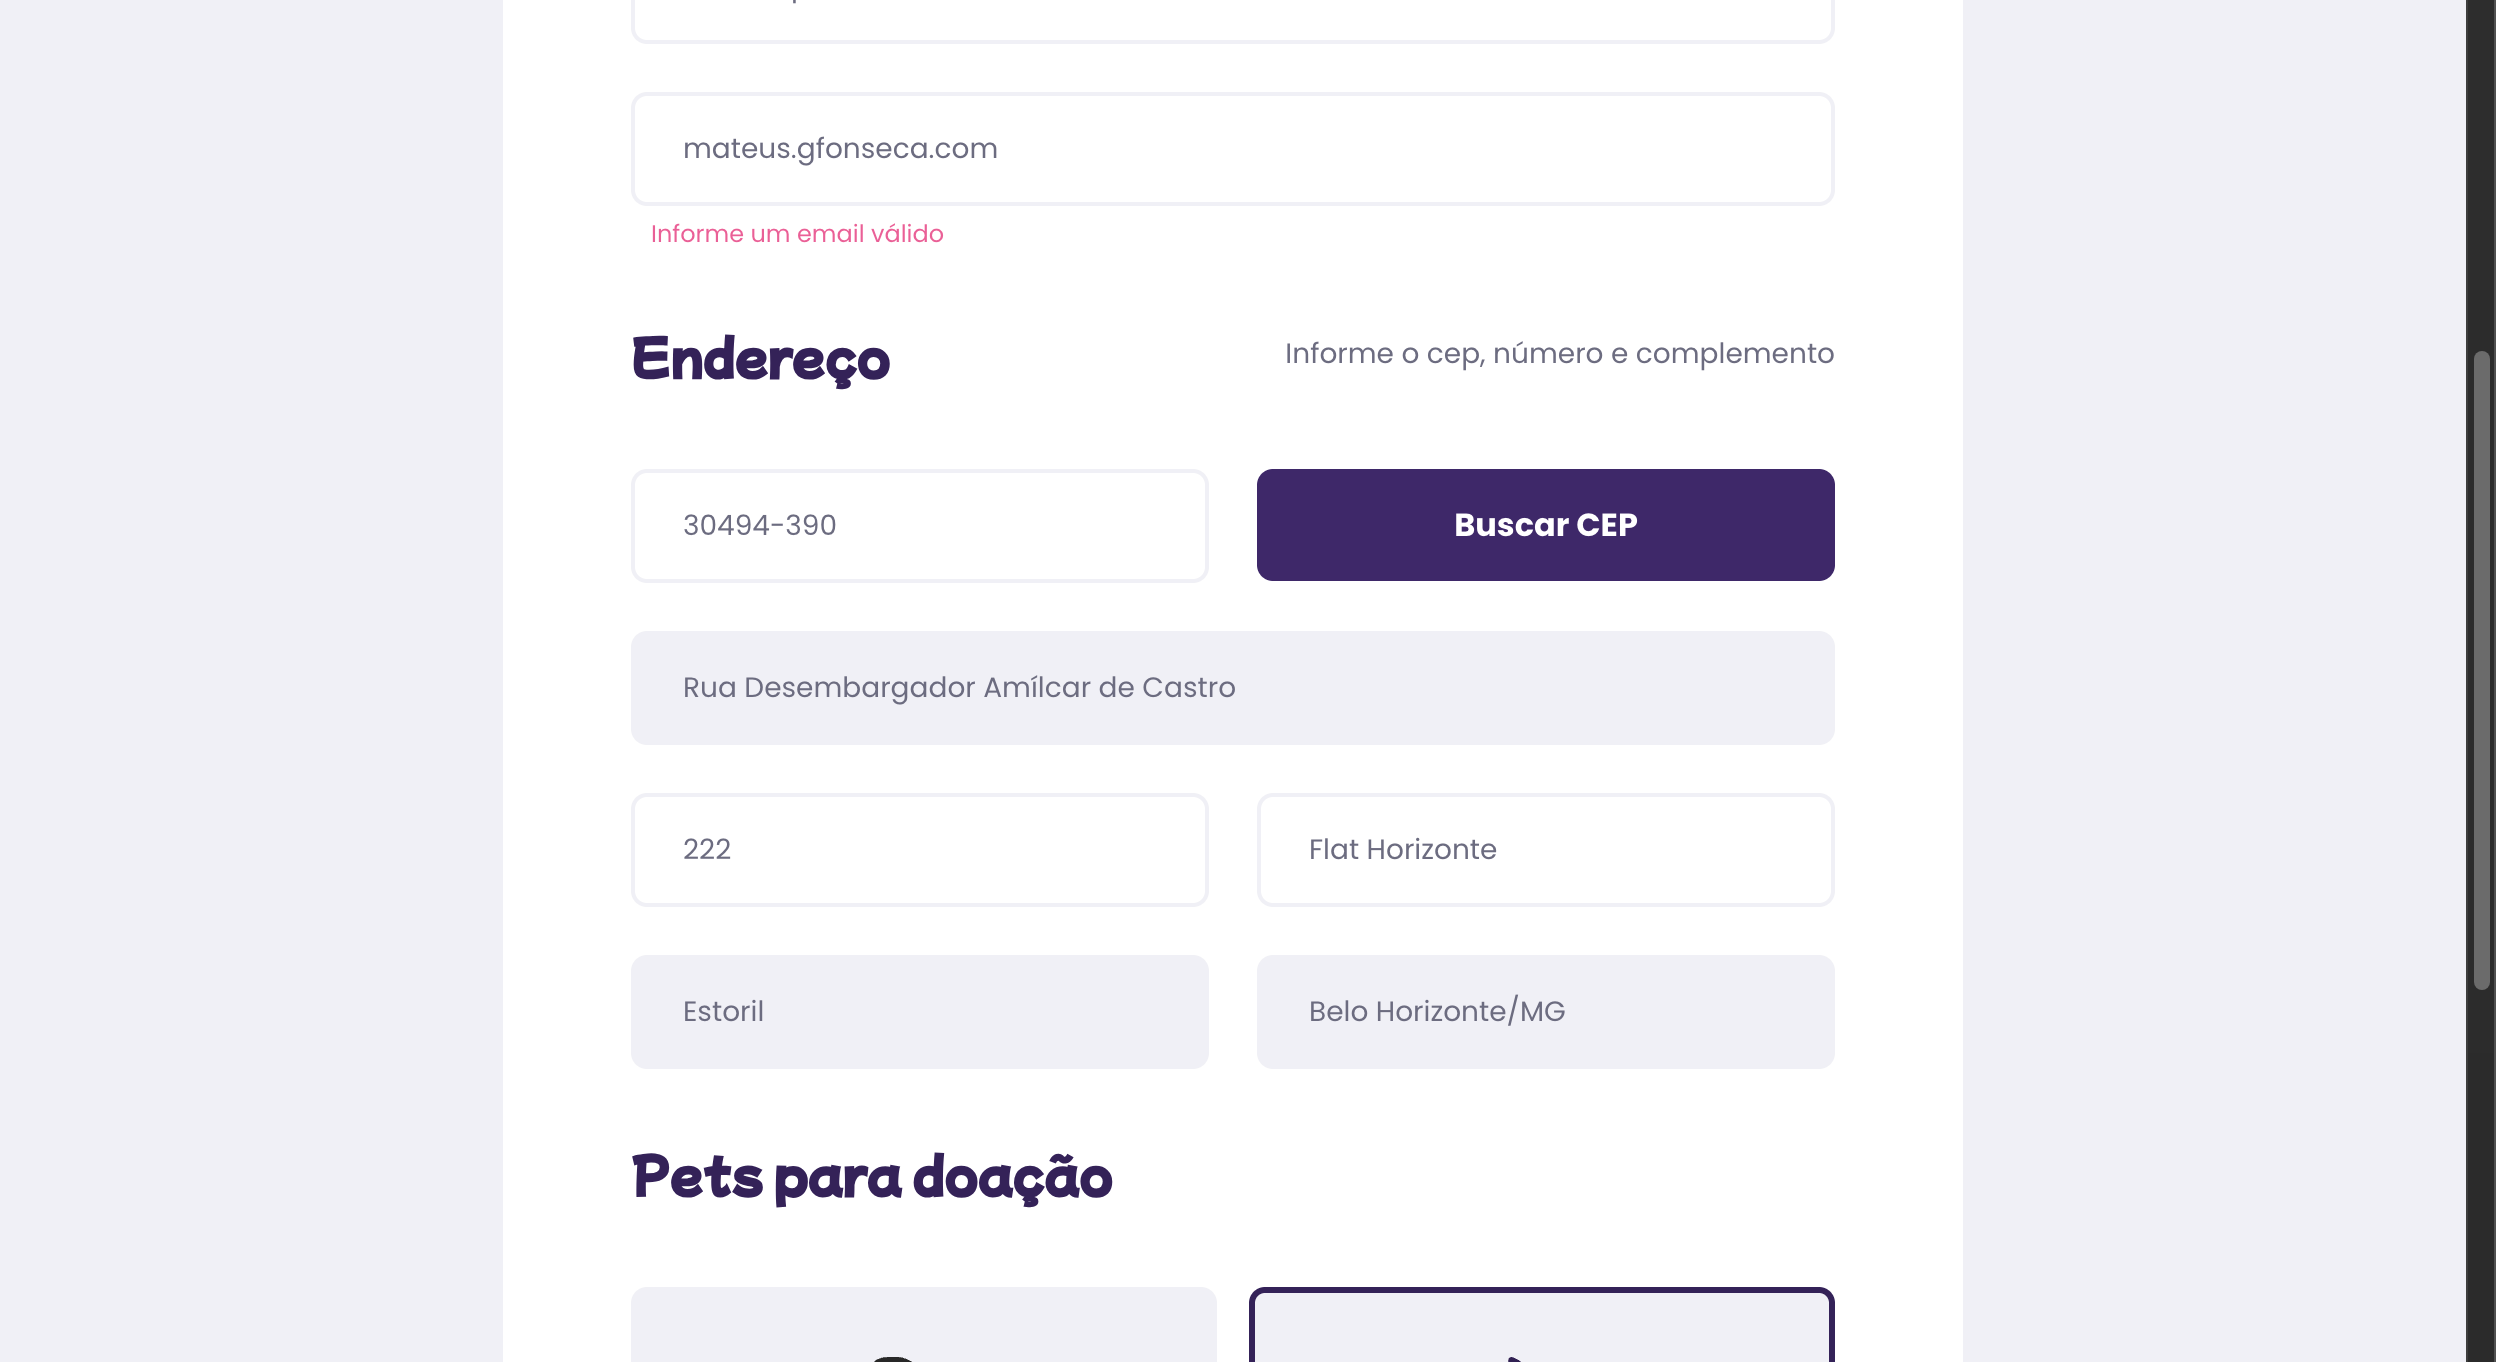 mateus.gfonseca.com
Informe um email válido
Endereço
Informe o cep, número e complemento
30494-390
Buscar CEP
Rua Desembargador Amílcar de Castro
222
Flat Horizonte
Estoril
Belo Horizonte/MG
Pets para doação